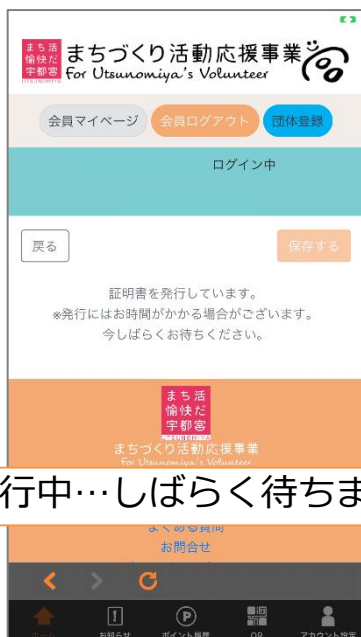 まち活
愉快だ
宇都宮
UTSUNOMIYA
まちづくり活動応援事業
For Utsunomiya's Volunteer
会員マイページ 会員ログアウト 団体登録
ログイン中
戻る 保存する
証明書を発行しています。
※発行にはお時間がかかる場合がございます。
今しばらくお待ちください。
まち活
愉快だ
宇都宮
UTSUNOMIYA
まちづくり活動応援事業
For Utsunomiya's Volunteer
行中…しばらく待ちま
よくある質問
お問合せ
ホーム お知らせ ポイント履歴 QR アカウント設定